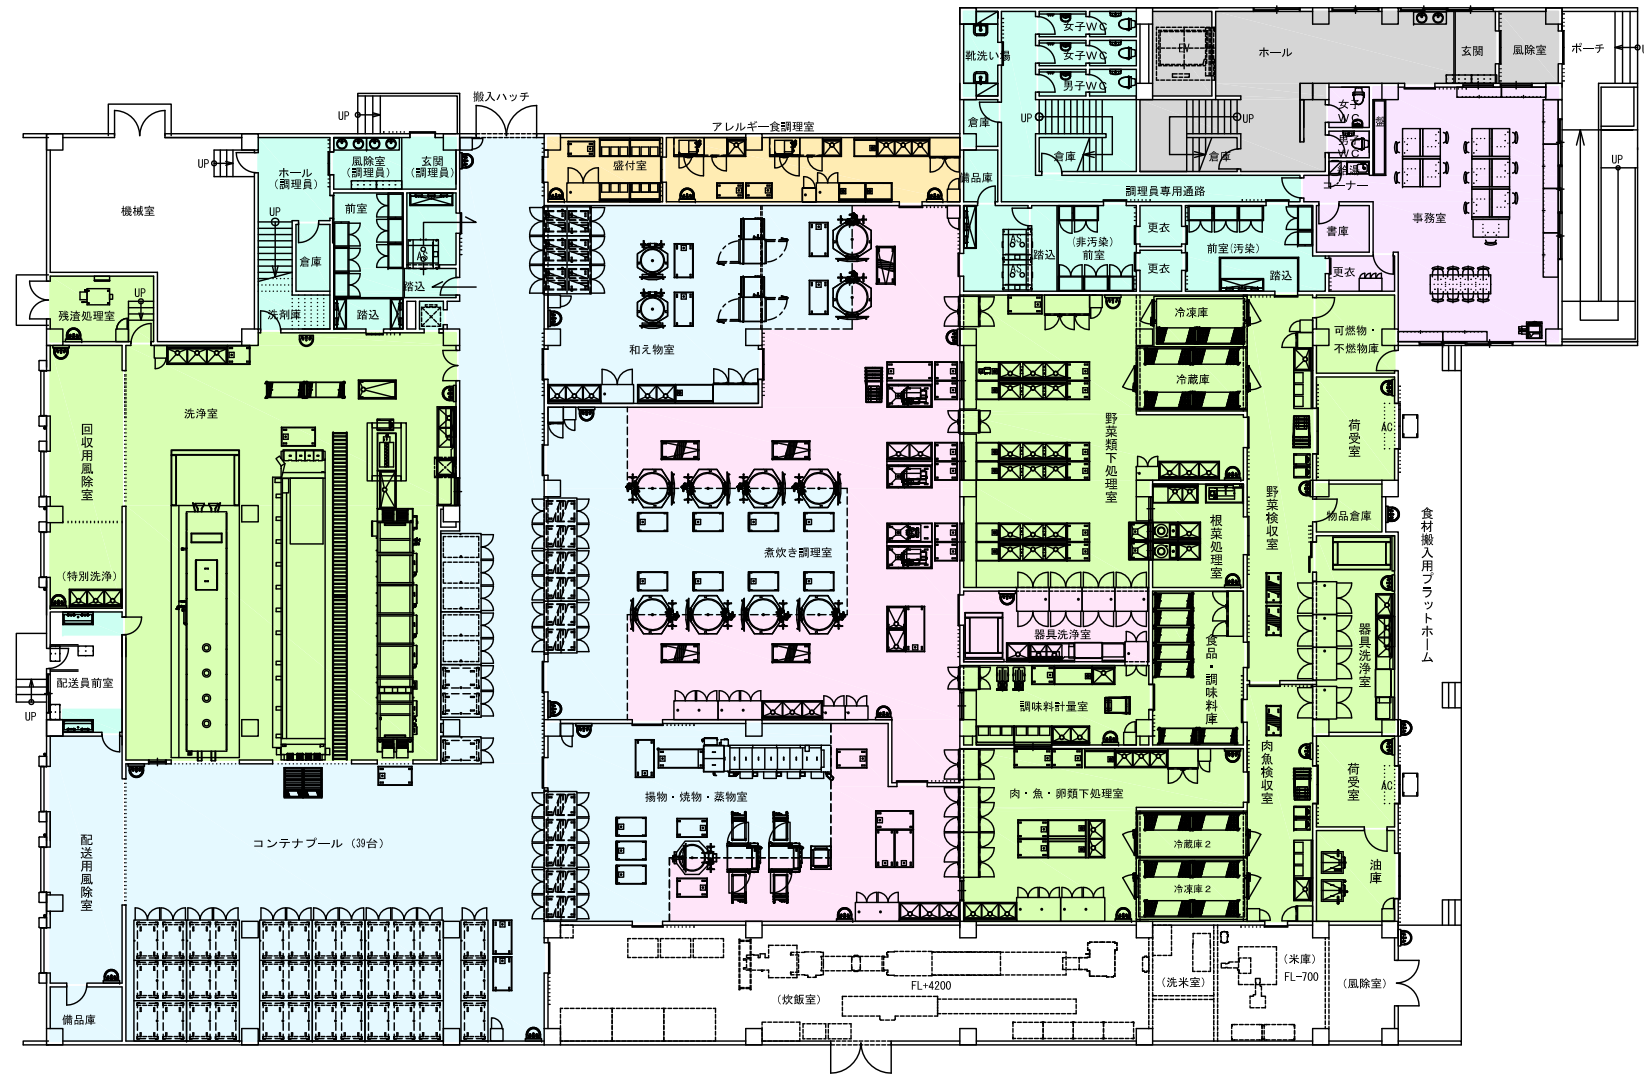 女子WC
靴洗い場
女子WC
男子WC
EV
ホール
玄関
風除室
ポーチ
搬入ハッチ
UP
アレルギー食調理室
倉庫
UP
UP
女子
WC
男子
WC
倉庫
倉庫
コーナー
UP
UP
ホール
(調理員)
風除室
(調理員)
玄関
(調理員)
盛付室
備品庫
調理員専用通路
機械室
前室
UP
倉庫
AS
踏込
洗剤庫
踏込
事務室
書庫
AS
AS
踏込
(非汚染)
前室
更衣
更衣
前室(汚染)
踏込
更衣
残渣処理室
UP
和え物室
冷凍庫
冷蔵庫
可燃物・
不燃物庫
洗浄室
回収用風除室
野菜類下処理室
荷受室
AC
野菜検収室
物品倉庫
食材搬入用プラットホーム
根菜処理室
煮炊き調理室
(特別洗浄)
器具洗浄室
食品・調味料庫
器具洗浄室
配送員前室
UP
調味料計量室
肉魚検収室
荷受室
AC
揚物・焼物・蒸物室
肉・魚・卵類下処理室
コンテナプール(39台)
配送用風除室
冷蔵庫2
冷凍庫2
油庫
備品庫
(炊飯室)
FL+4200
(洗米室)
(米庫)
FL-700
(風除室)